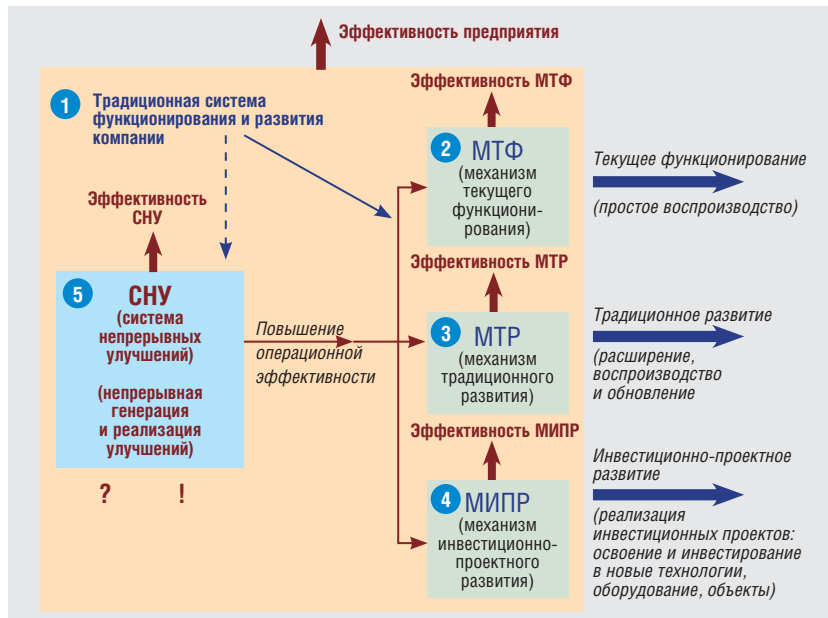 Эффективность предприятия
1
Традиционная система
функционирования и развития
компании
Эффективность
СНУ
5
СНУ
(система
непрерывных
улучшений)
(непрерывная
генерация
и реализация
улучшений)
? !
Повышение
операционной
эффективности
Эффективность МТФ
2
МТФ
(механизм
текущего
функциони-
рования)
Текущее функционирование
(простое воспроизводство)
Эффективность МТР
3
МТР
(механизм
традиционного
развития)
Традиционное развитие
(расширение,
воспроизводство
и обновление
Эффективность МИПР
4
МИПР
(механизм
инвестиционно-
проектного
развития)
Инвестиционно-проектное
развитие
(реализация
инвестиционных проектов:
освоение и инвестирование
в новые технологии,
оборудование, объекты)